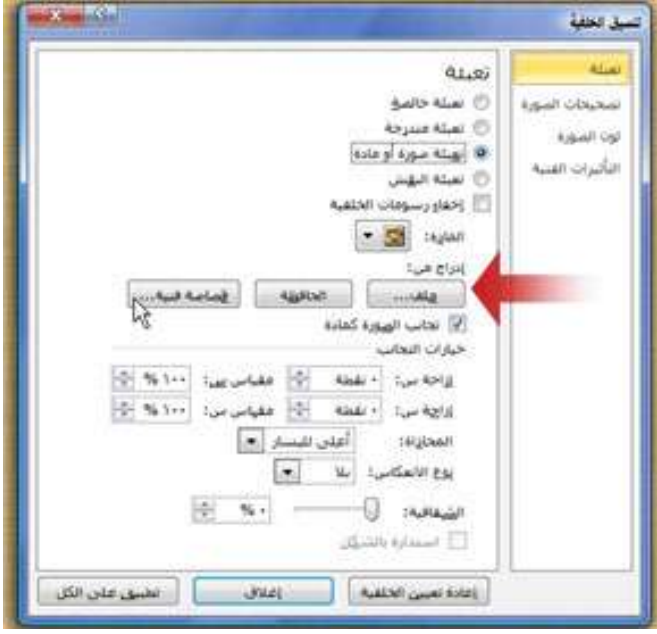 تنسيق الخلفية
تعبئة
تصحيحات الصورة
لون الصورة
التأثيرات الفنية
تعبئة
تعبئة خالصة
تعبئة متدرجة
تعبئة صورة أو مادة
تعبئة النقش
إخفاء رسومات الخلفية
المادة:
إدراج من:
ملف...
الحافظة
قصاصة فنية...
تجانب الصورة كمادة
خيارات التجانب
إزاحة س: ٠ نقطة مقياس س: ١٠٠ %
إزاحة س: ٠ نقطة مقياس س: ١٠٠ %
المحاذاة: أعلى لليسار
نوع الانعكاس: بلا
الشفافية: ٠ %
استدارة بالشكل
إعادة تعيين الخلفية
إغلاق
تطبيق على الكل